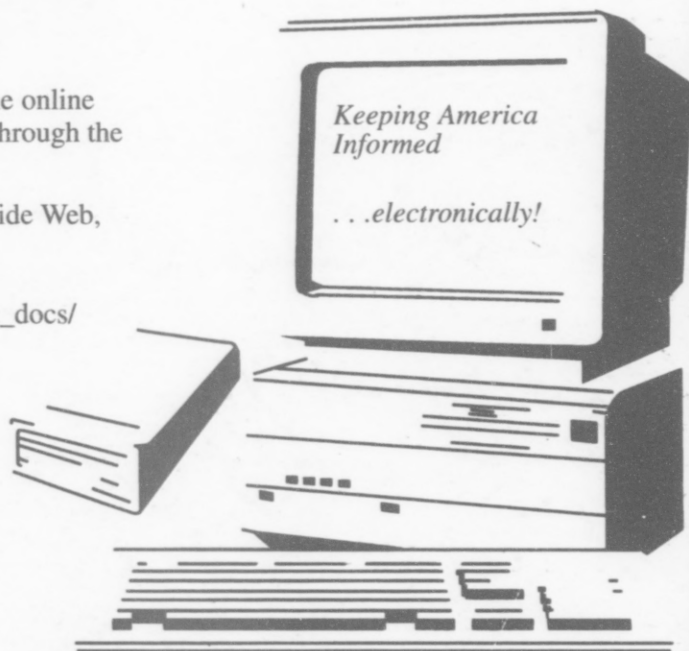 e online
hrough the
ide Web,
_docs/
Keeping America
Informed
. . .electronically!